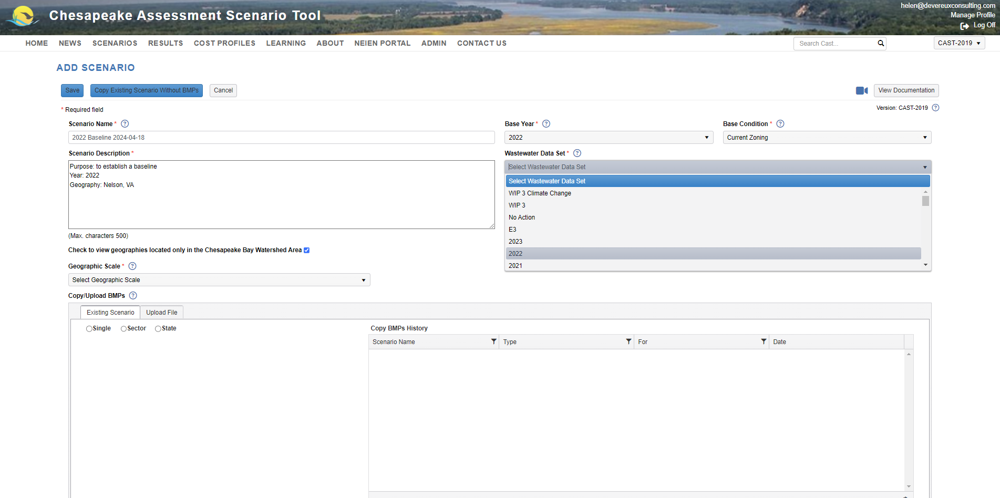 helen@devereuxconsulting.com
Chesapeake Assessment Scenario Tool
Manage Profile
Log Off
HOME NEWS SCENARIOS RESULTS COST PROFILES LEARNING ABOUT NEIEN PORTAL ADMIN CONTACT US Search Cast... CAST-2019
ADD SCENARIO
Save Copy Existing Scenario Without BMPs Cancel View Documentation
* Required field Version: CAST-2019 ?
Scenario Name * ? Base Year * ? Base Condition * ?
2022 Baseline 2024-04-18 2022 Current Zoning
Scenario Description * Wastewater Data Set * ?
Purpose: to establish a baseline Select Wastewater Data Set
Year: 2022
Geography: Nelson, VA
Select Wastewater Data Set
WIP 3 Climate Change
WIP 3
No Action
E3
2023
2022
2021
(Max. characters 500)
Check to view geographies located only in the Chesapeake Bay Watershed Area
Geographic Scale * ?
Select Geographic Scale
Copy/Upload BMPs ?
Existing Scenario Upload File
Single Sector State Copy BMPs History
Scenario Name Type For Date